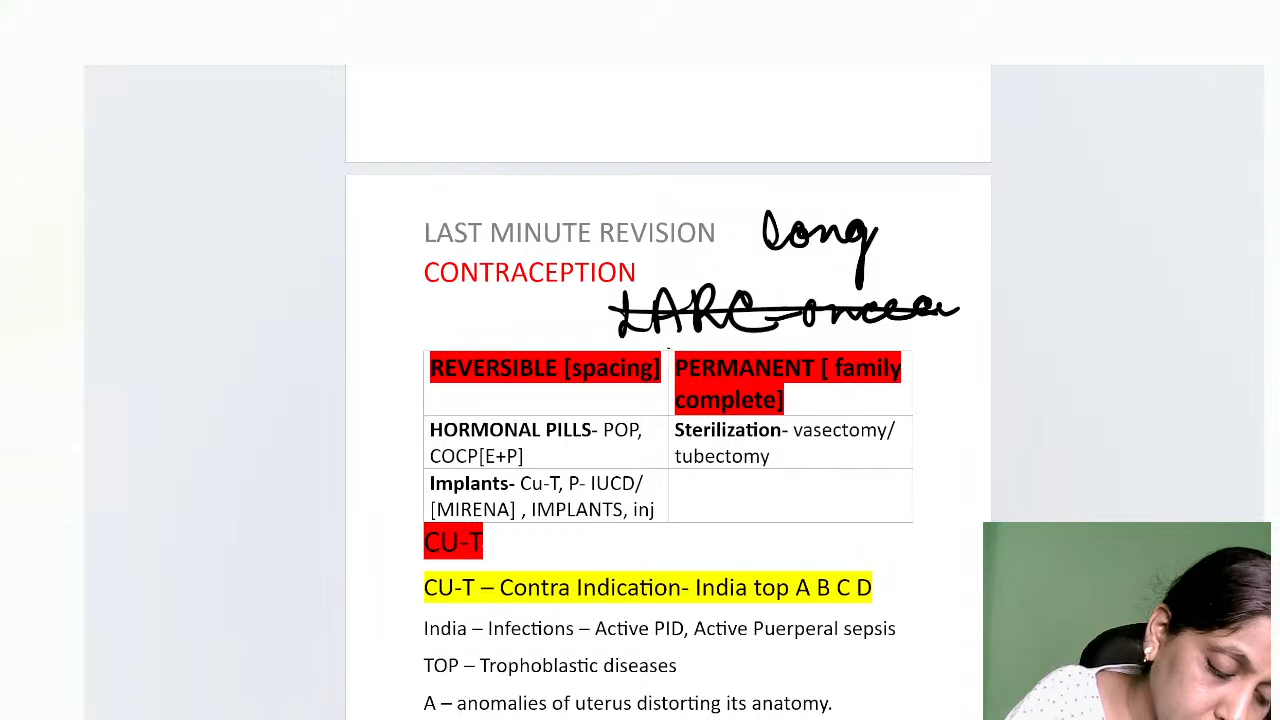 LAST MINUTE REVISION
long
CONTRACEPTION
LARC
REVERSIBLE [spacing]
PERMANENT [ family
complete]
HORMONAL PILLS- POP,
COCP[E+P]
Sterilization- vasectomy/
tubectomy
Implants- Cu-T, P- IUCD/
[MIRENA] , IMPLANTS, inj
CU-T
CU-T – Contra Indication- India top A B C D
India – Infections – Active PID, Active Puerperal sepsis
TOP – Trophoblastic diseases
A – anomalies of uterus distorting its anatomy.